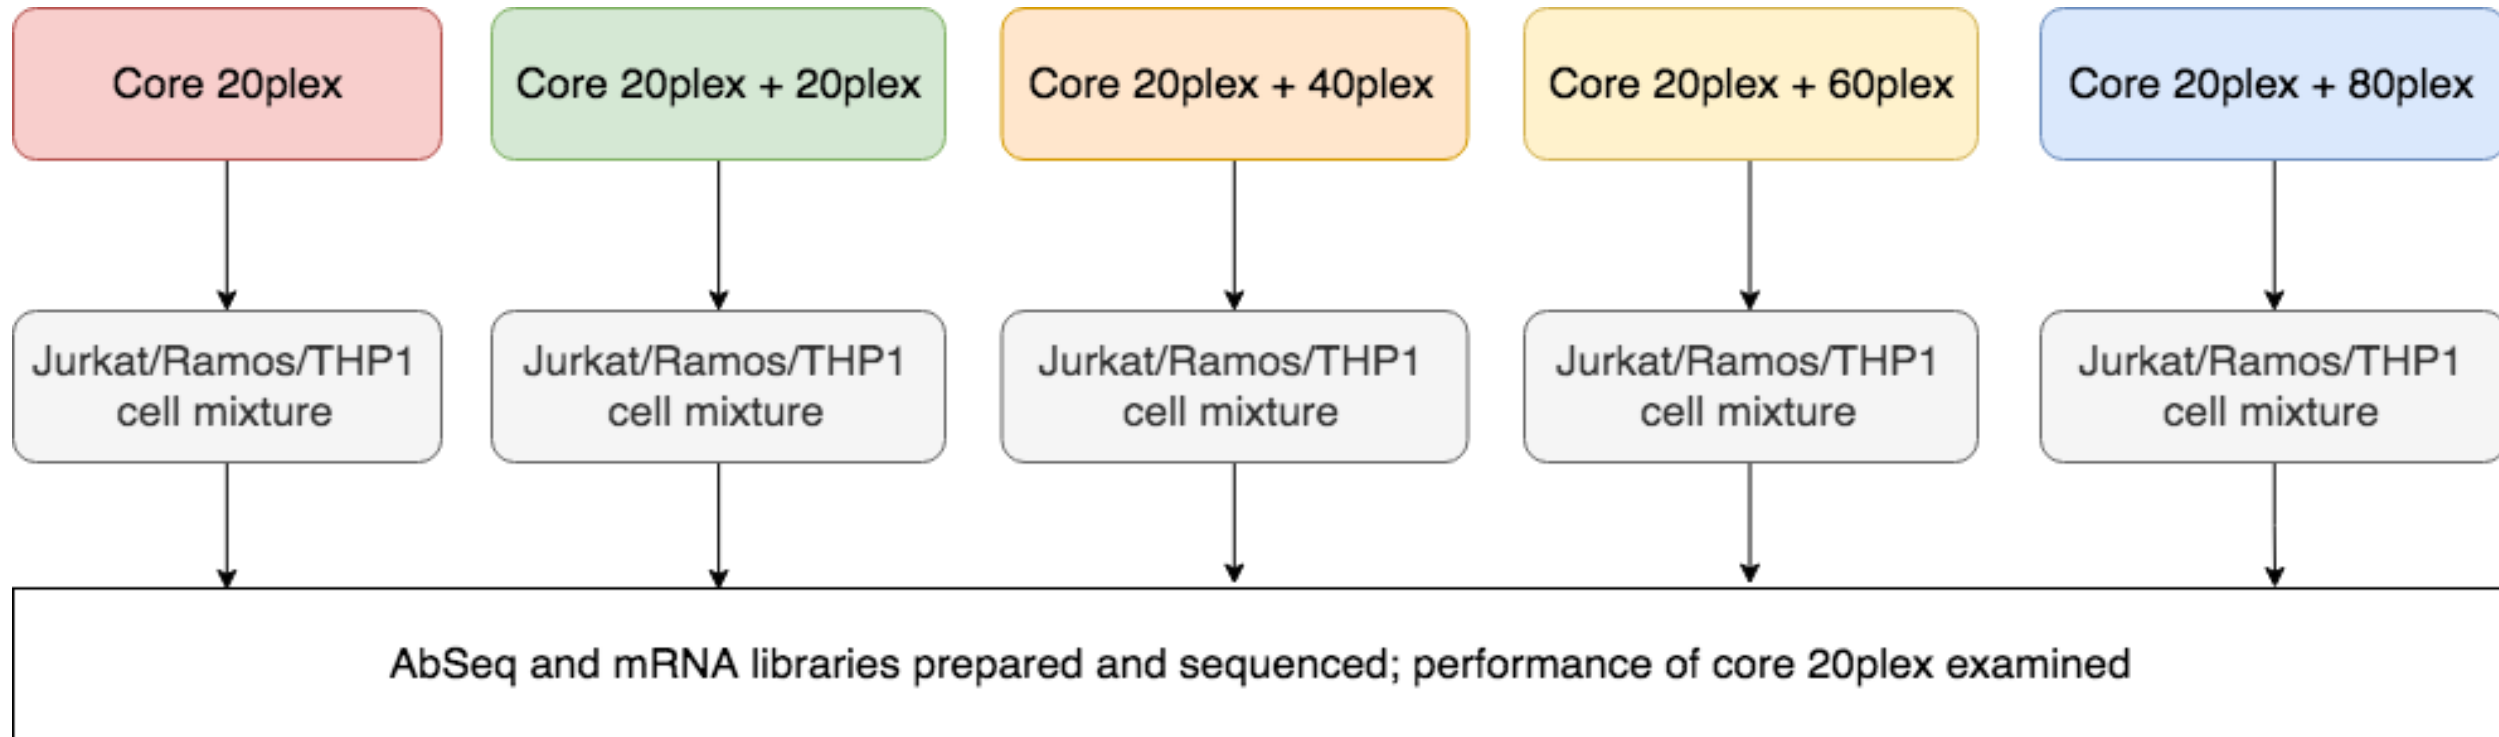 Core 20plex
Core 20plex + 20plex
Core 20plex + 40plex
Core 20plex + 60plex
Core 20plex + 80plex
Jurkat/Ramos/THP1
cell mixture
Jurkat/Ramos/THP1
cell mixture
Jurkat/Ramos/THP1
cell mixture
Jurkat/Ramos/THP1
cell mixture
Jurkat/Ramos/THP1
cell mixture
AbSeq and mRNA libraries prepared and sequenced; performance of core 20plex examined